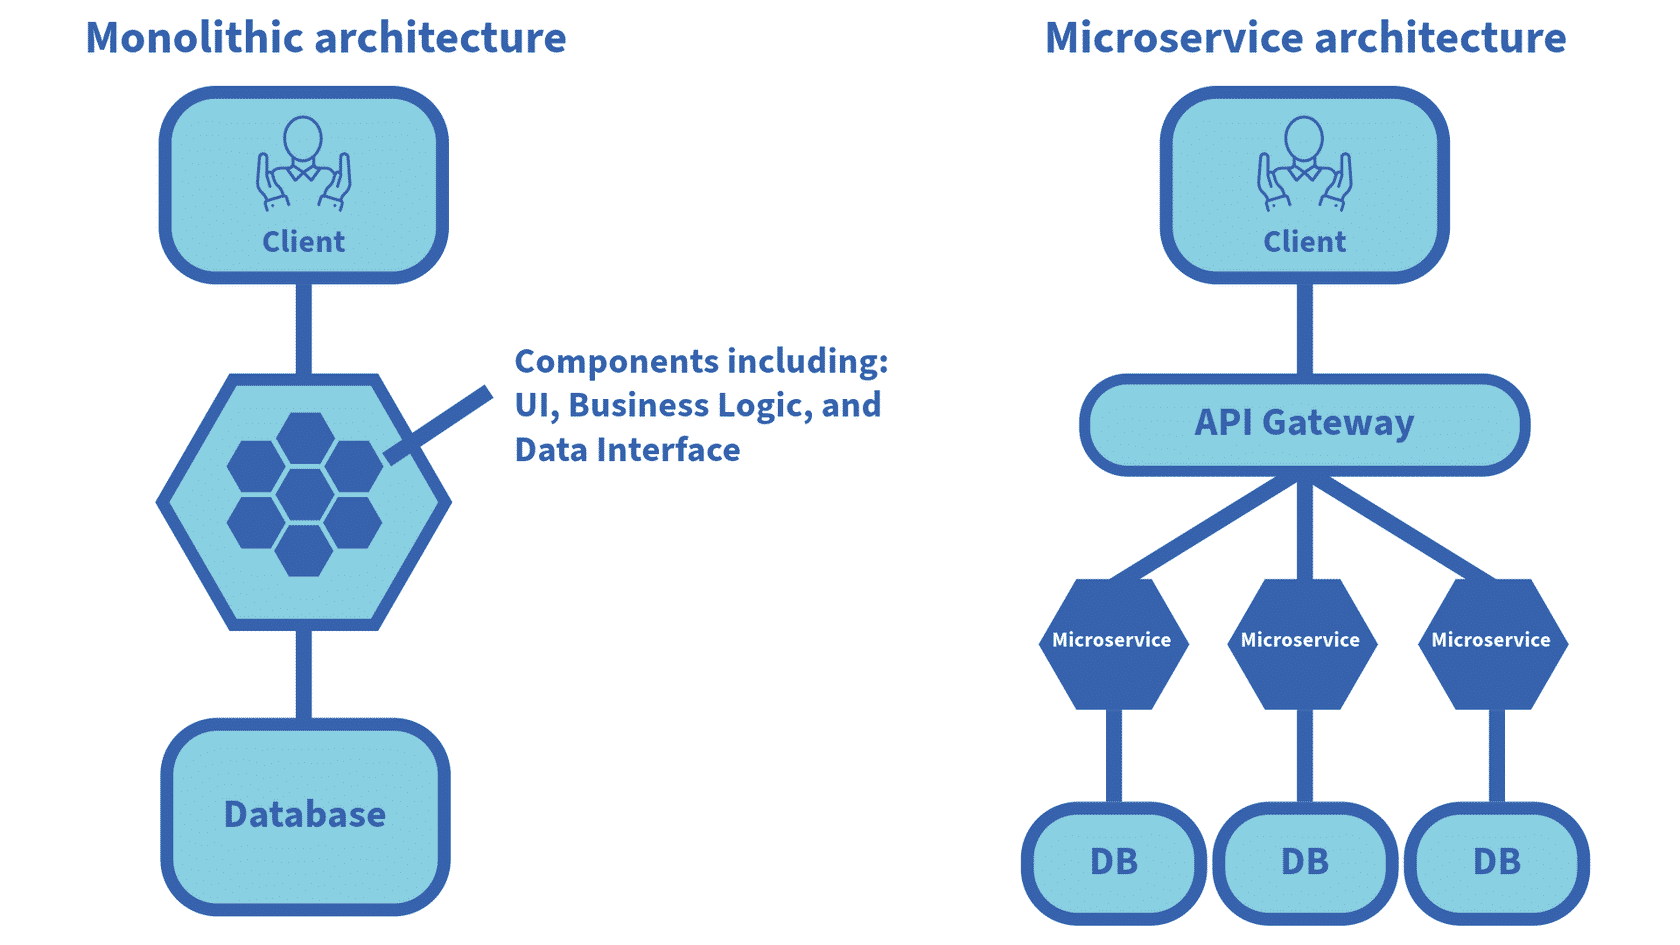 Monolithic architecture
Client
Components including:
UI, Business Logic, and
Data Interface
Database
Microservice architecture
Client
API Gateway
Microservice
Microservice
Microservice
DB
DB
DB